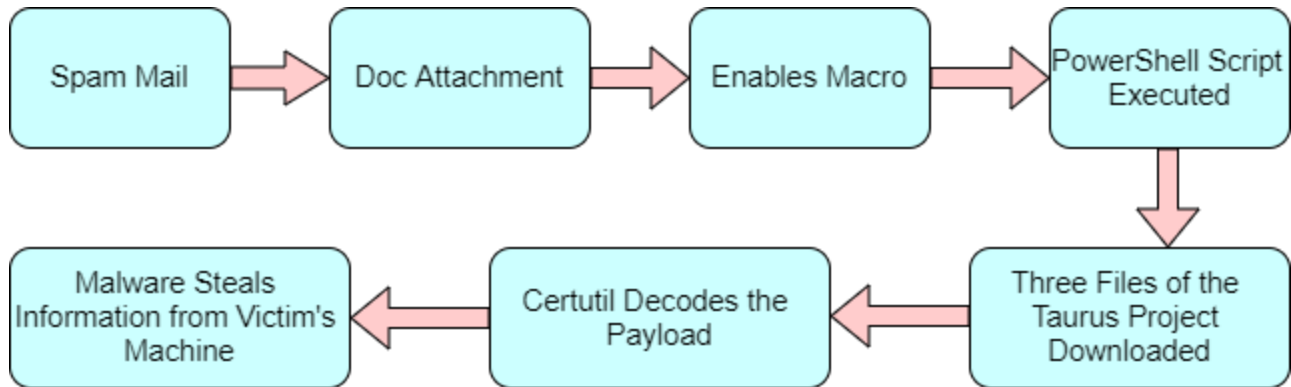 Spam Mail
Doc Attachment
Enables Macro
PowerShell Script
Executed
Three Files of the
Taurus Project
Downloaded
Certutil Decodes the
Payload
Malware Steals
Information from Victim's
Machine